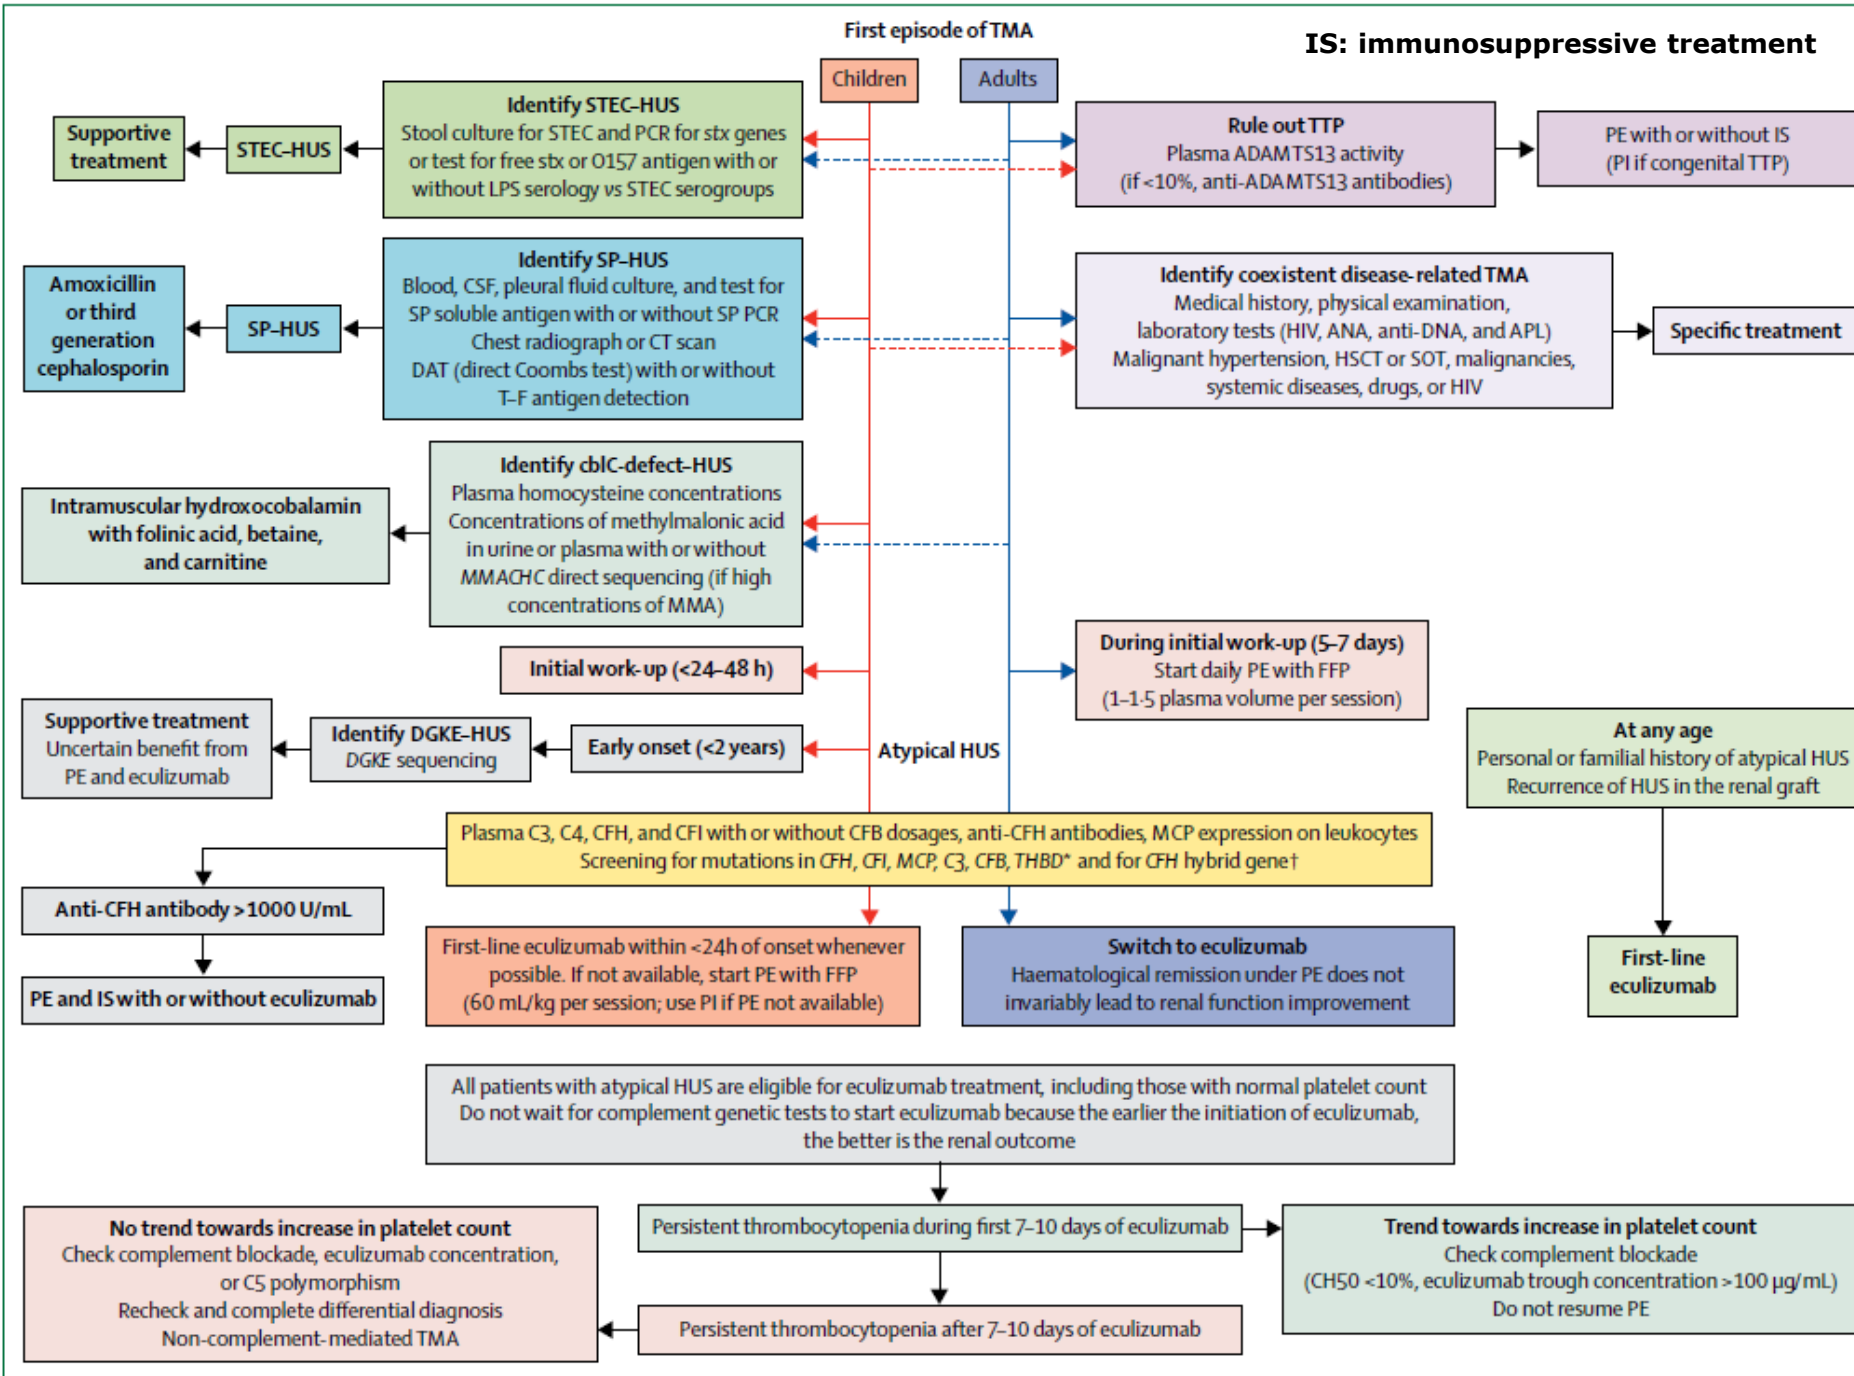 First episode of TMA
IS: immunosuppressive treatment
Children
Adults
Identify STEC–HUS
Stool culture for STEC and PCR for stx genes
or test for free stx or O157 antigen with or
without LPS serology vs STEC serogroups
STEC–HUS
Supportive
treatment
Rule out TTP
Plasma ADAMTS13 activity
(if <10%, anti-ADAMTS13 antibodies)
PE with or without IS
(PI if congenital TTP)
Identify SP–HUS
Blood, CSF, pleural fluid culture, and test for
SP soluble antigen with or without SP PCR
Chest radiograph or CT scan
DAT (direct Coombs test) with or without
T–F antigen detection
SP–HUS
Amoxicillin
or third
generation
cephalosporin
Identify coexistent disease-related TMA
Medical history, physical examination,
laboratory tests (HIV, ANA, anti-DNA, and APL)
Malignant hypertension, HSCT or SOT, malignancies,
systemic diseases, drugs, or HIV
Specific treatment
Identify cblC-defect–HUS
Plasma homocysteine concentrations
Concentrations of methylmalonic acid
in urine or plasma with or without
MMACHC direct sequencing (if high
concentrations of MMA)
Intramuscular hydroxocobalamin
with folinic acid, betaine,
and carnitine
Initial work-up (<24–48 h)
During initial work-up (5–7 days)
Start daily PE with FFP
(1–1·5 plasma volume per session)
Early onset (<2 years)
Identify DGKE–HUS
DGKE sequencing
Supportive treatment
Uncertain benefit from
PE and eculizumab
Atypical HUS
At any age
Personal or familial history of atypical HUS
Recurrence of HUS in the renal graft
First-line
eculizumab
Plasma C3, C4, CFH, and CFI with or without CFB dosages, anti-CFH antibodies, MCP expression on leukocytes
Screening for mutations in CFH, CFI, MCP, C3, CFB, THBD* and for CFH hybrid gene†
Anti-CFH antibody >1000 U/mL
PE and IS with or without eculizumab
First-line eculizumab within <24h of onset whenever
possible. If not available, start PE with FFP
(60 mL/kg per session; use PI if PE not available)
Switch to eculizumab
Haematological remission under PE does not
invariably lead to renal function improvement
All patients with atypical HUS are eligible for eculizumab treatment, including those with normal platelet count
Do not wait for complement genetic tests to start eculizumab because the earlier the initiation of eculizumab,
the better is the renal outcome
Persistent thrombocytopenia during first 7–10 days of eculizumab
Trend towards increase in platelet count
Check complement blockade
(CH50 <10%, eculizumab trough concentration >100 µg/mL)
Do not resume PE
Persistent thrombocytopenia after 7–10 days of eculizumab
No trend towards increase in platelet count
Check complement blockade, eculizumab concentration,
or C5 polymorphism
Recheck and complete differential diagnosis
Non-complement-mediated TMA